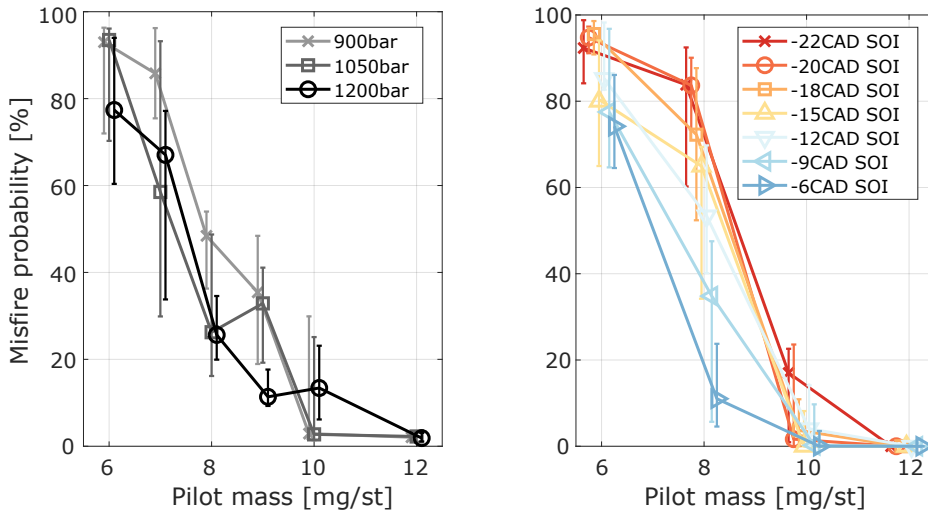 Misfire probability [%]
100
80
60
40
20
0
6
8
10
12
Pilot mass [mg/st]
900bar
1050bar
1200bar
100
80
60
40
20
0
6
8
10
12
Pilot mass [mg/st]
-22CAD SOI
-20CAD SOI
-18CAD SOI
-15CAD SOI
-12CAD SOI
-9CAD SOI
-6CAD SOI